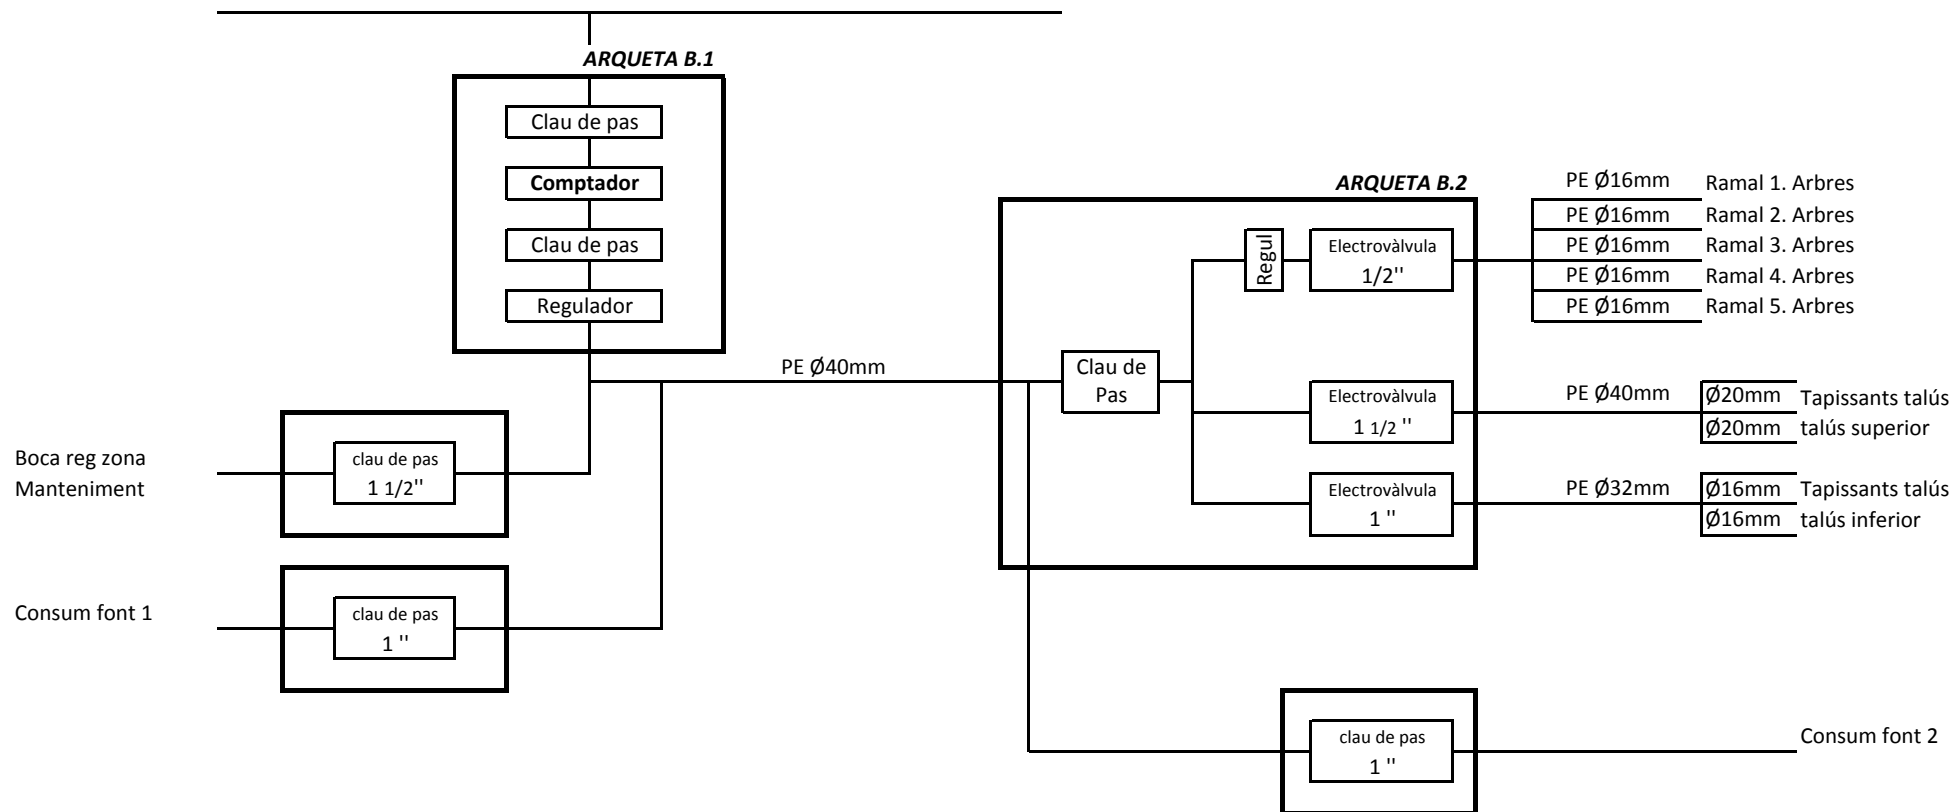 ARQUETA B.1
Clau de pas
Comptador
Clau de pas
Regulador
PE Ø40mm
Boca reg zona
Manteniment
clau de pas
1 1/2''
Consum font 1
clau de pas
1 ''
ARQUETA B.2
Clau de
Pas
Regul
Electrovàlvula
1/2''
PE Ø16mm Ramal 1. Arbres
PE Ø16mm Ramal 2. Arbres
PE Ø16mm Ramal 3. Arbres
PE Ø16mm Ramal 4. Arbres
PE Ø16mm Ramal 5. Arbres
Electrovàlvula
1 1/2 ''
PE Ø40mm
Ø20mm Tapissants talús
Ø20mm talús superior
Electrovàlvula
1 ''
PE Ø32mm
Ø16mm Tapissants talús
Ø16mm talús inferior
clau de pas
1 ''
Consum font 2